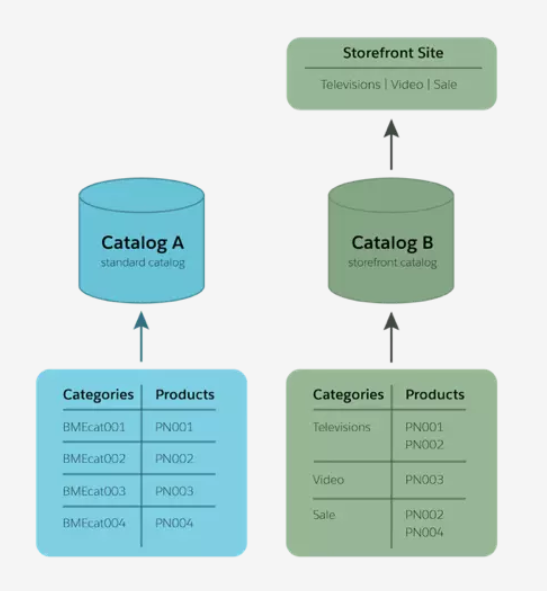 Storefront Site
Televisions | Video | Sale
Catalog A
standard catalog
Catalog B
storefront catalog
Categories Products
BMEcat001 PN001
BMEcat002 PN002
BMEcat003 PN003
BMEcat004 PN004
Categories Products
Televisions PN001
PN002
Video PN003
Sale PN002
PN004